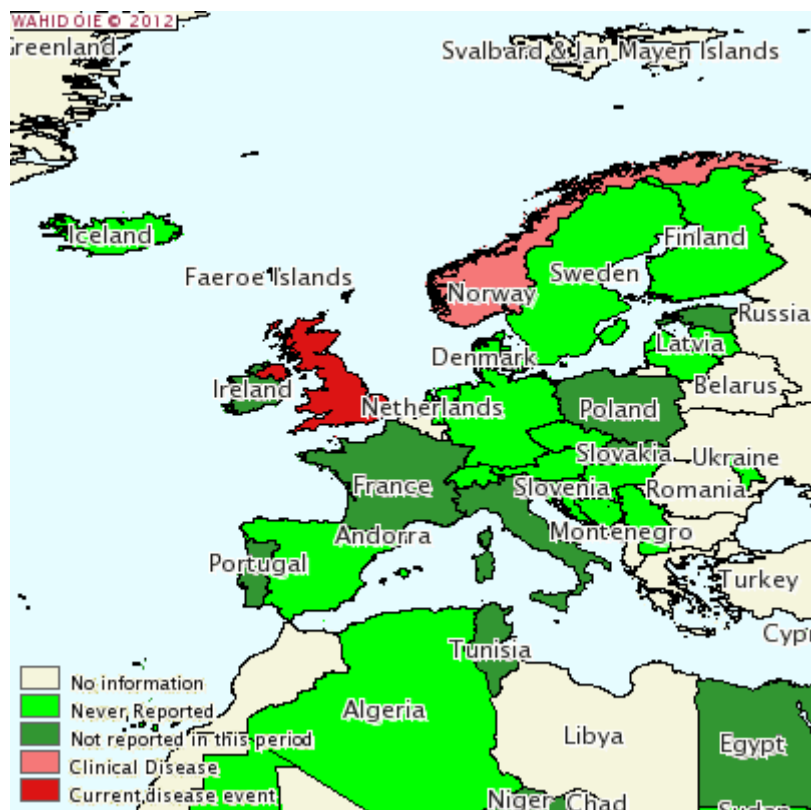 WAHID OIE © 2012
Greenland
Svalbard & Jan Mayen Islands
Iceland
Finland
Faeroe Islands
Sweden
Norway
Russia
Denmark
Latvia
Ireland
Belarus
Netherlands
Poland
Slovakia
Ukraine
France
Slovenia
Romania
Andorra
Montenegro
Portugal
Turkey
Cypr
Tunisia
No information
Never Reported
Algeria
Libya
Egypt
Not reported in this period
Clinical Disease
Current disease event
Niger
Chad
Sudan